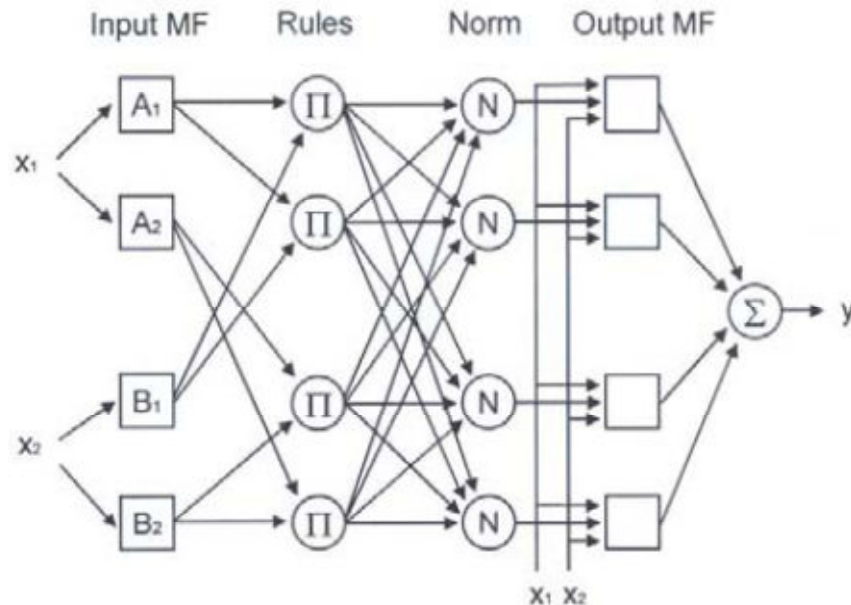 Input MF Rules Norm Output MF
A₁ Π N
x₁
A₂ Π N
Σ y
B₁ Π N
x₂
B₂ Π N
x₁ x₂